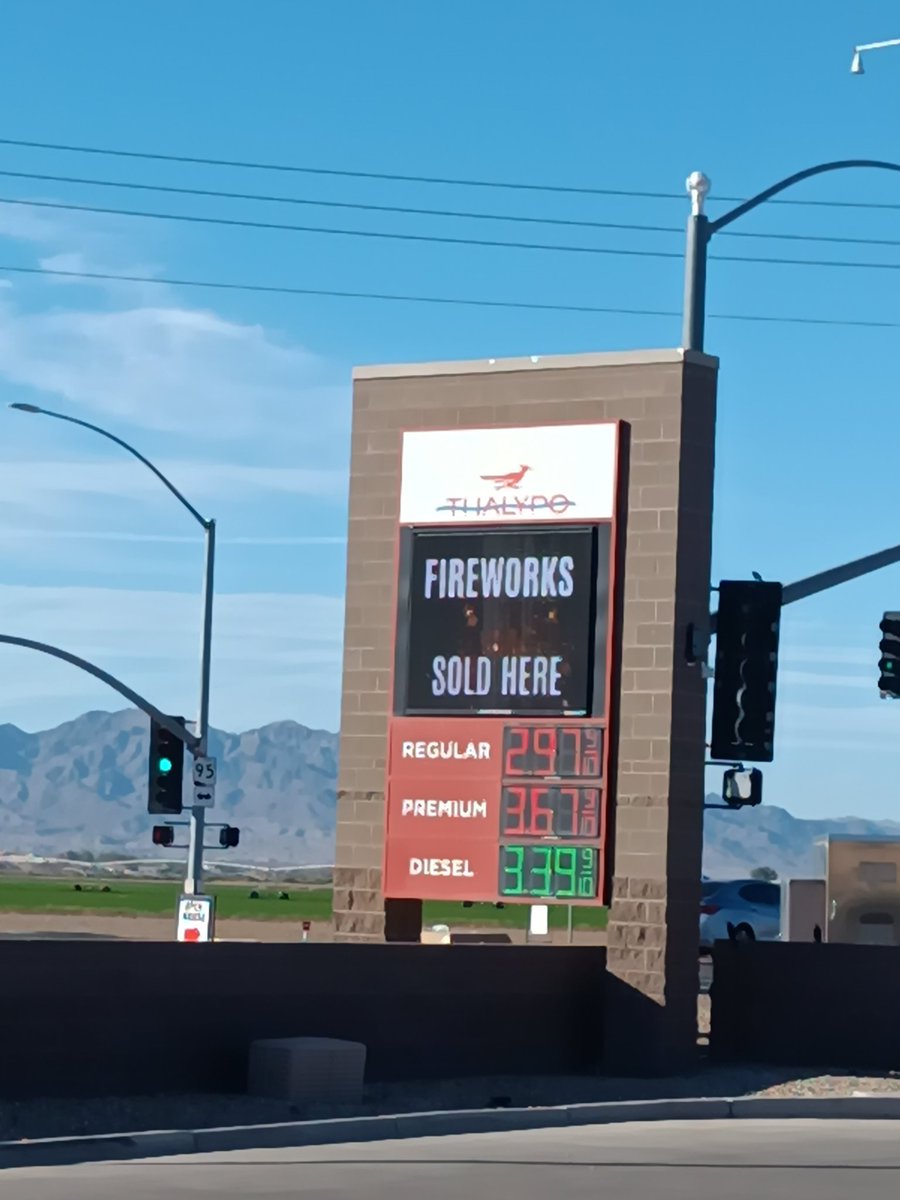 THALYPO
FIREWORKS
SOLD HERE
REGULAR 2.97 9/10
PREMIUM 3.67 9/10
DIESEL 3.39 9/10
95